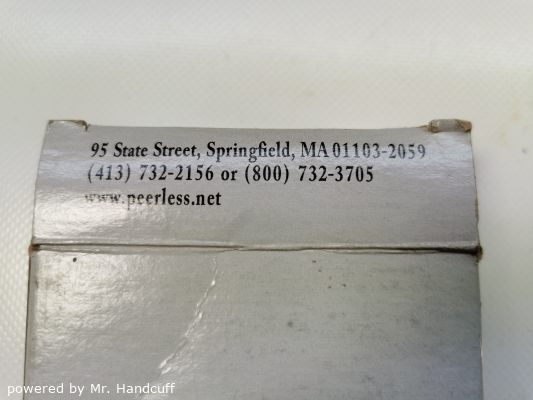 95 State Street, Springfield, MA 01103-2059
(413) 732-2156 or (800) 732-3705
www.peerless.net
powered by Mr. Handcuff